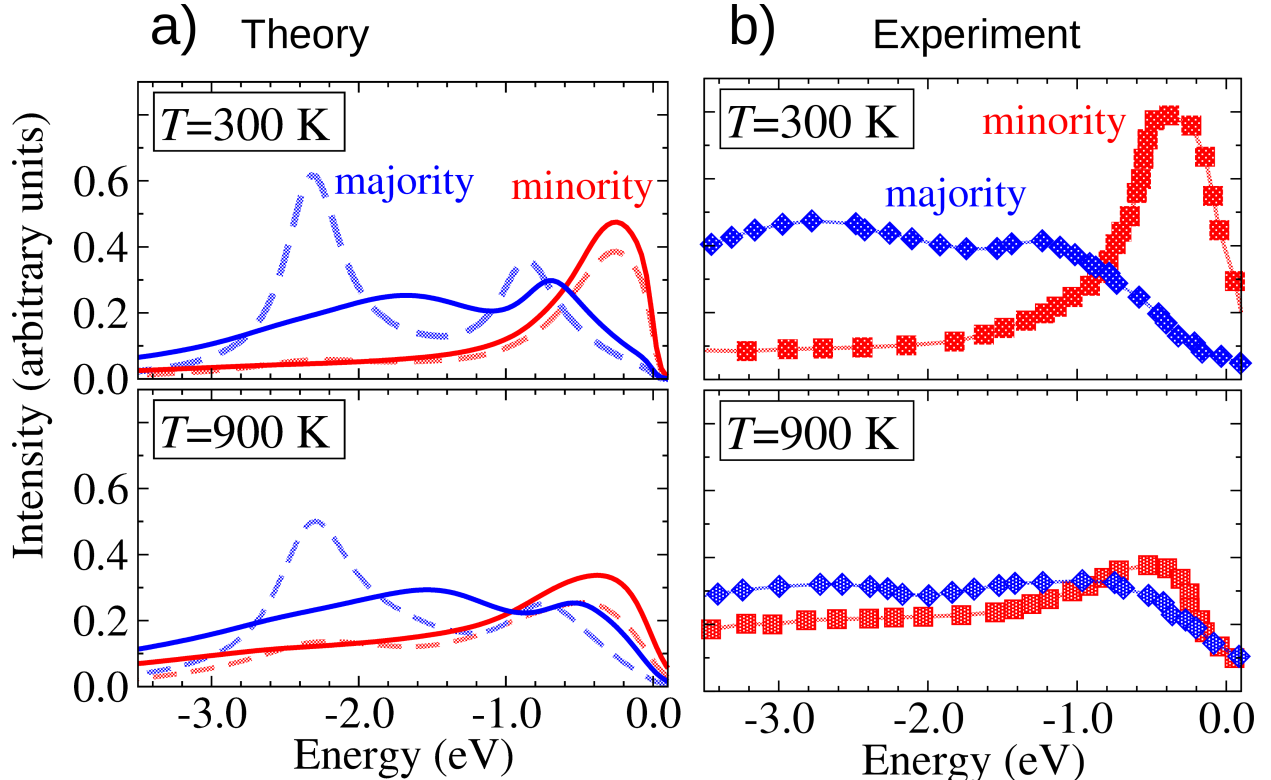 a) Theory
b) Experiment
T=300 K
majority
minority
T=300 K
minority
majority
Intensity (arbitrary units)
0.6
0.4
0.2
0.0
T=900 K
T=900 K
0.6
0.4
0.2
0.0
-3.0 -2.0 -1.0 0.0
Energy (eV)
-3.0 -2.0 -1.0 0.0
Energy (eV)